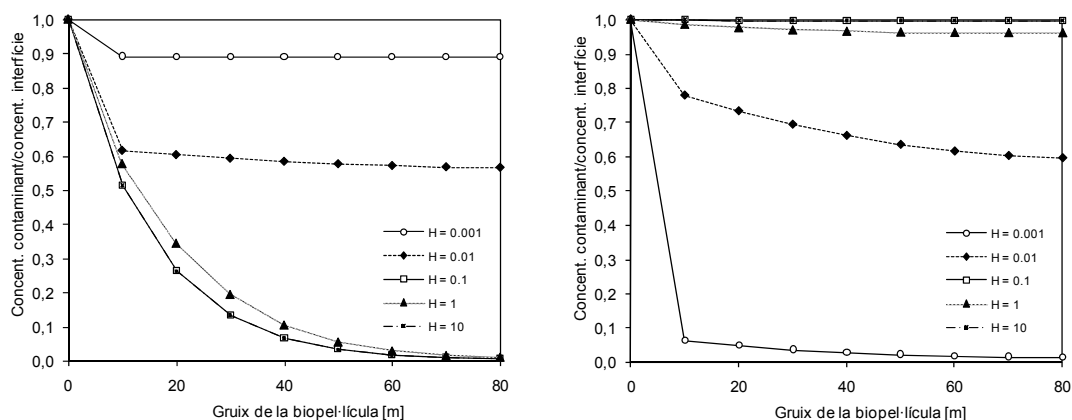 Concent. contaminant/concent. interfície
1,0
0,9
0,8
0,7
0,6
0,5
0,4
0,3
0,2
0,1
0,0
0
20
40
60
80
Gruix de la biopel·lícula [m]
H = 0.001
H = 0.01
H = 0.1
H = 1
H = 10
Concent. contaminant/concent. interfície
1,0
0,9
0,8
0,7
0,6
0,5
0,4
0,3
0,2
0,1
0,0
0
20
40
60
80
Gruix de la biopel·lícula [m]
H = 0.001
H = 0.01
H = 0.1
H = 1
H = 10